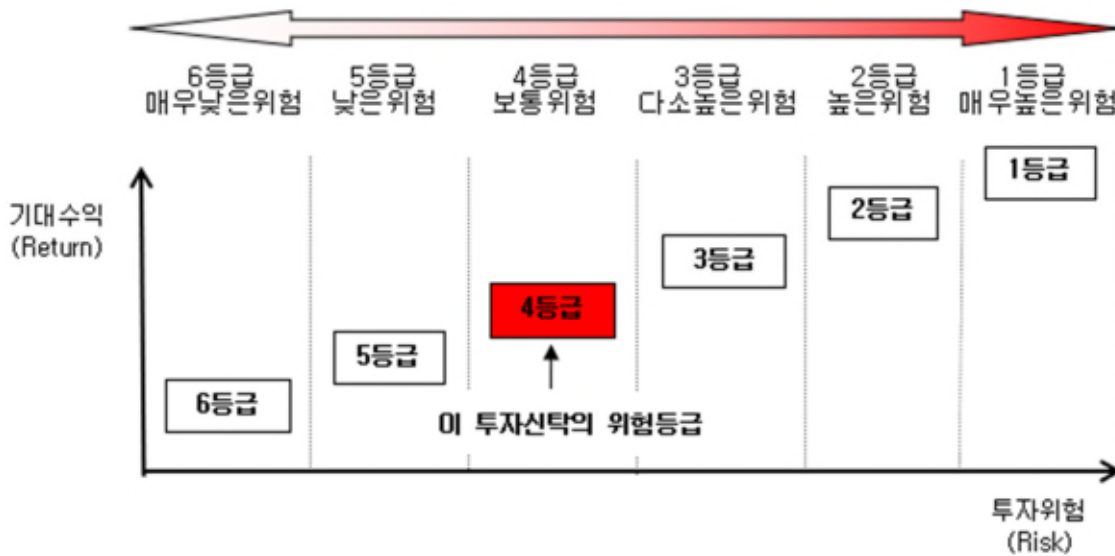 6등급 5등급 4등급 3등급 2등급 1등급
매우낮은위험 낮은위험 보통위험 다소높은위험 높은위험 매우높은위험
1등급
2등급
기대수익
(Return)
3등급
4등급
5등급
6등급
이 투자신탁의 위험등급
투자위험
(Risk)